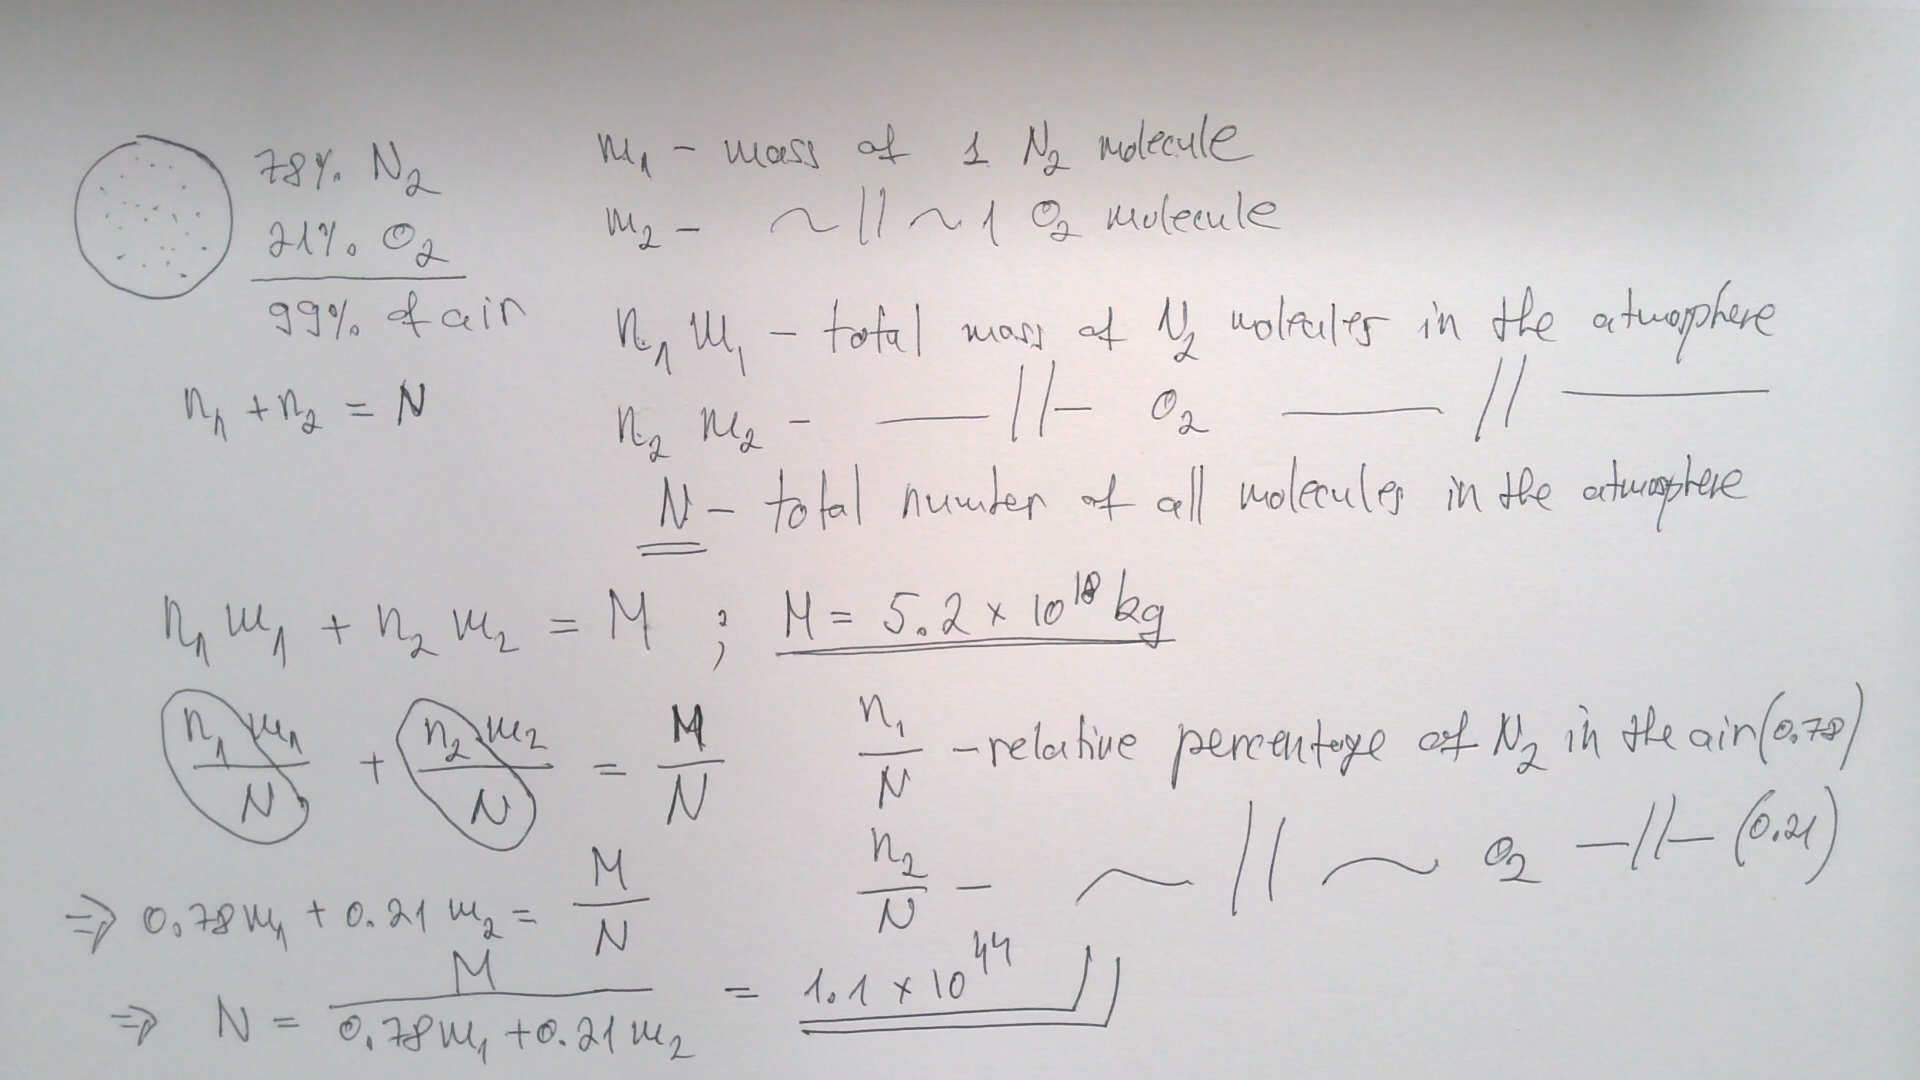 78% N₂
21% O₂
99% of air
n₁ + n₂ = N
m₁ - mass of 1 N₂ molecule
m₂ - ~ // ~ 1 O₂ molecule
n₁ m₁ - total mass of N₂ molecules in the atmosphere
n₂ m₂ - — // — O₂ — // —
N - total number of all molecules in the atmosphere
n₁ m₁ + n₂ m₂ = M ; M = 5.2 × 10¹⁸ kg
n₁ m₁ / N + n₂ m₂ / N = M / N
n₁ / N - relative percentage of N₂ in the air (0.78)
n₂ / N - ~ // ~ O₂ - // - (0.21)
⇒ 0.78 m₁ + 0.21 m₂ = M / N
⇒ N = M / 0.78 m₁ + 0.21 m₂ = 1.1 × 10⁴⁴